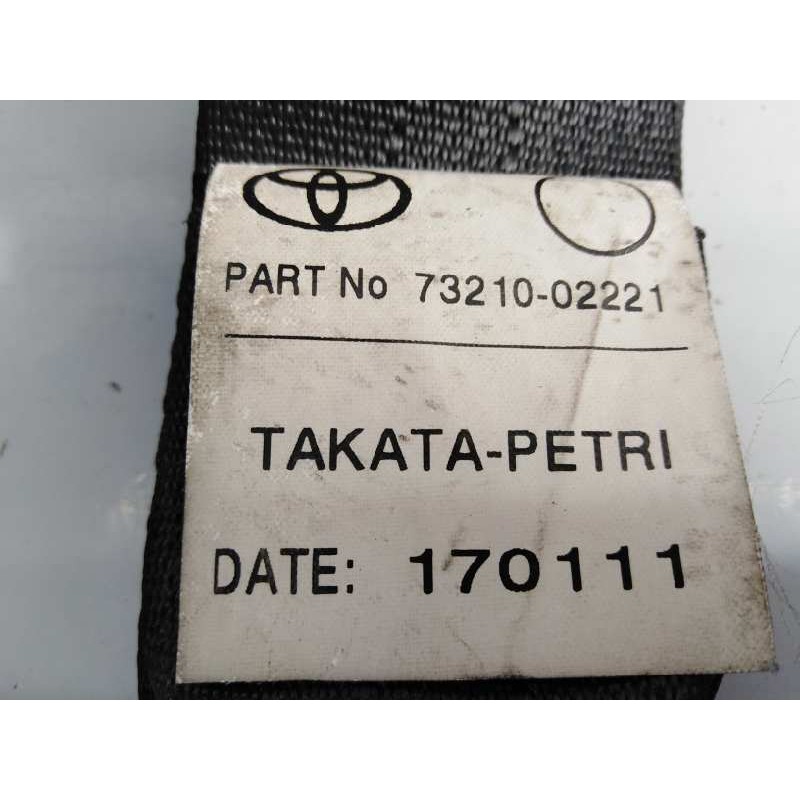 PART No 73210-02221
TAKATA-PETRI
DATE: 170111